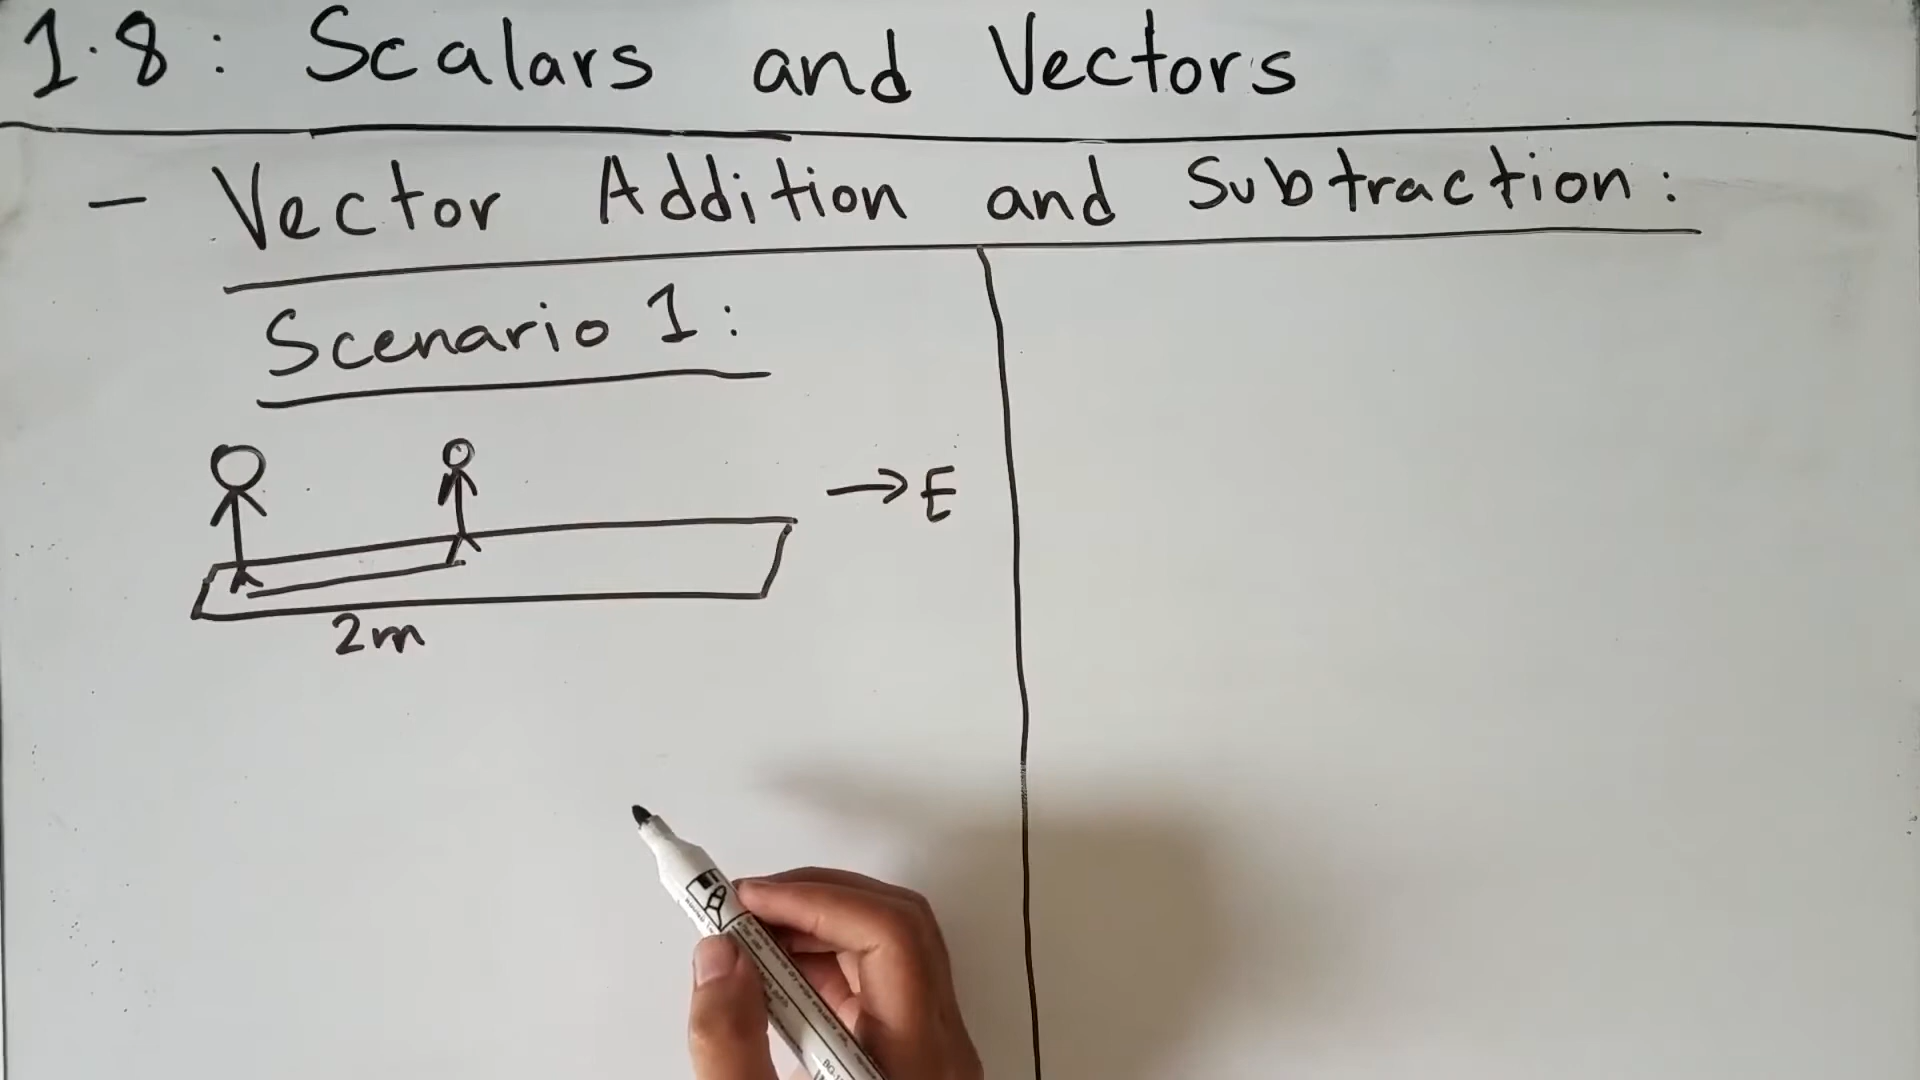 1.8: Scalars and Vectors
- Vector Addition and Subtraction:
Scenario 1:
→E
2m